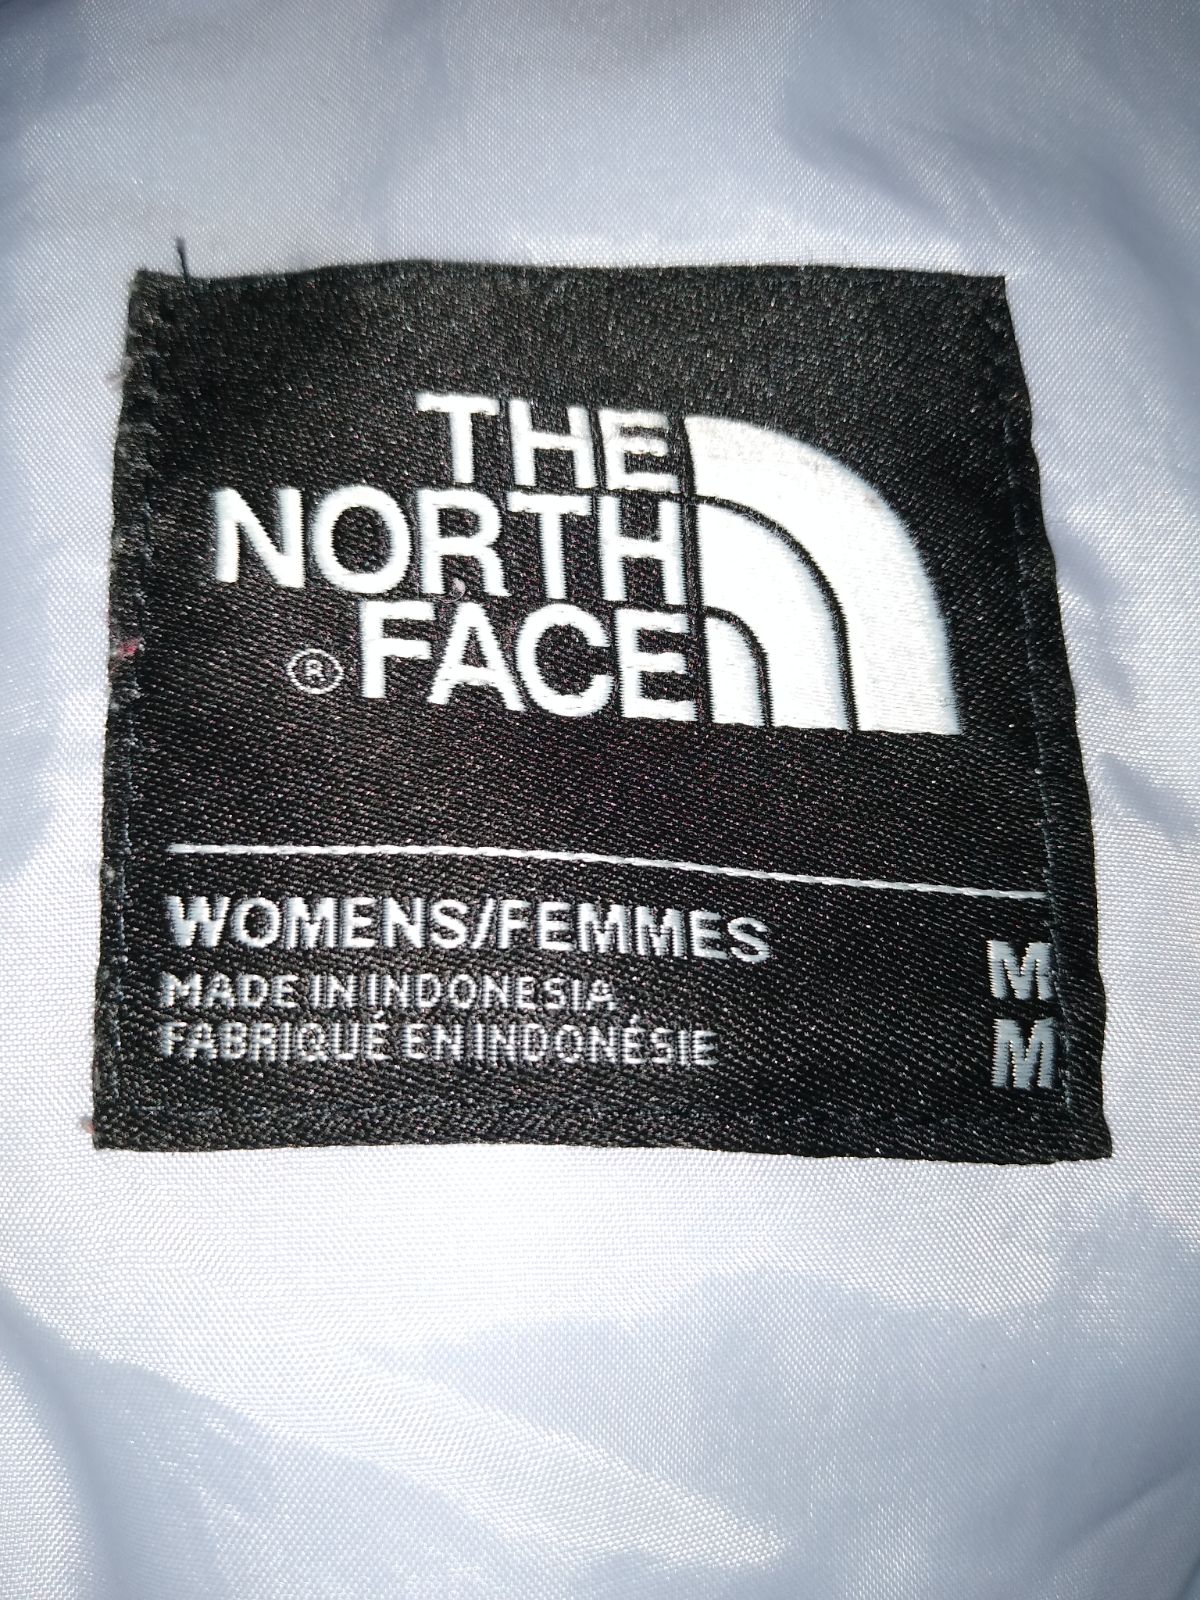 THE
NORTH
® FACE
WOMENS/FEMMES M
MADE IN INDONESIA
FABRIQUÉ EN INDONÉSIE M